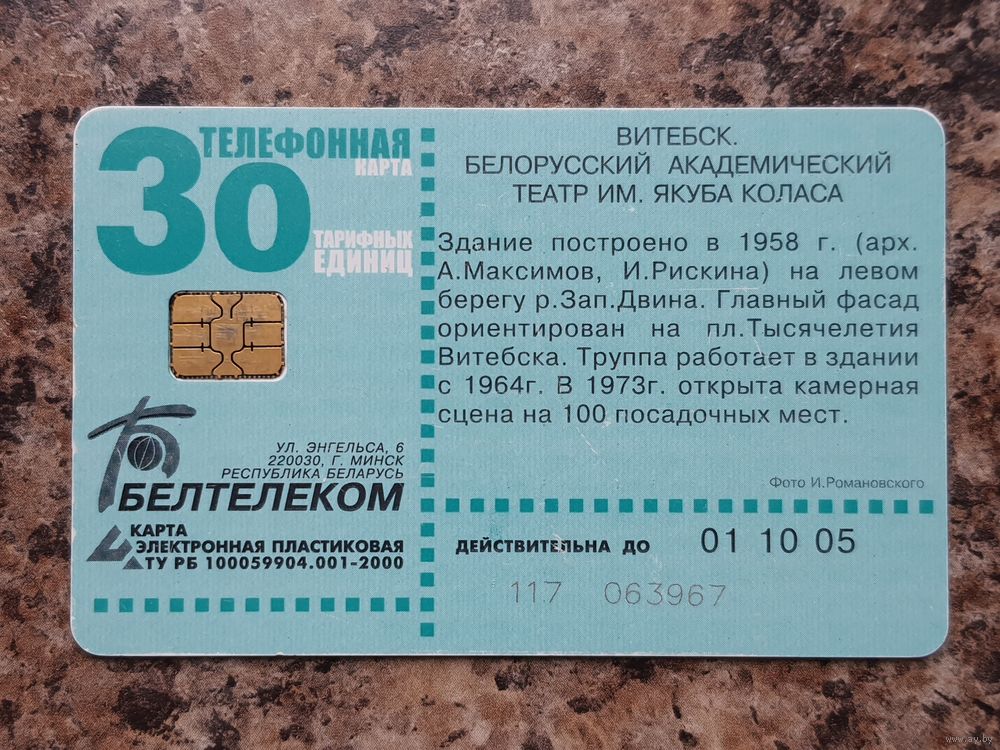 30 ТЕЛЕФОННАЯ
КАРТА
ТАРИФНЫХ
ЕДИНИЦ
БЕЛТЕЛЕКОМ
УЛ. ЭНГЕЛЬСА, 6
220030, Г. МИНСК
РЕСПУБЛИКА БЕЛАРУСЬ
КАРТА
ЭЛЕКТРОННАЯ ПЛАСТИКОВАЯ
ТУ РБ 100059904.001-2000
ВИТЕБСК.
БЕЛОРУССКИЙ АКАДЕМИЧЕСКИЙ
ТЕАТР ИМ. ЯКУБА КОЛАСА
Здание построено в 1958 г. (арх.
А.Максимов, И.Рискина) на левом
берегу р.Зап.Двина. Главный фасад
ориентирован на пл.Тысячелетия
Витебска. Труппа работает в здании
с 1964г. В 1973г. открыта камерная
сцена на 100 посадочных мест.
Фото И.Романовского
ДЕЙСТВИТЕЛЬНА ДО 01 10 05
117 063967
www.ay.by